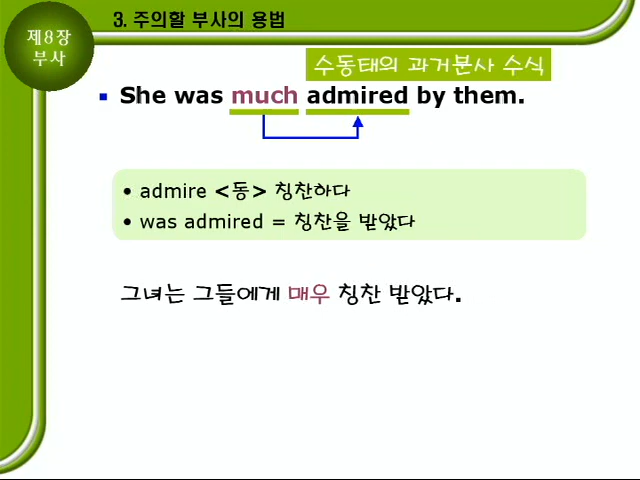 제8장
부사
3. 주의할 부사의 용법
수동태의 과거분사 수식
▪ She was much admired by them.
• admire <동> 칭찬하다
• was admired = 칭찬을 받았다
그녀는 그들에게 매우 칭찬 받았다.